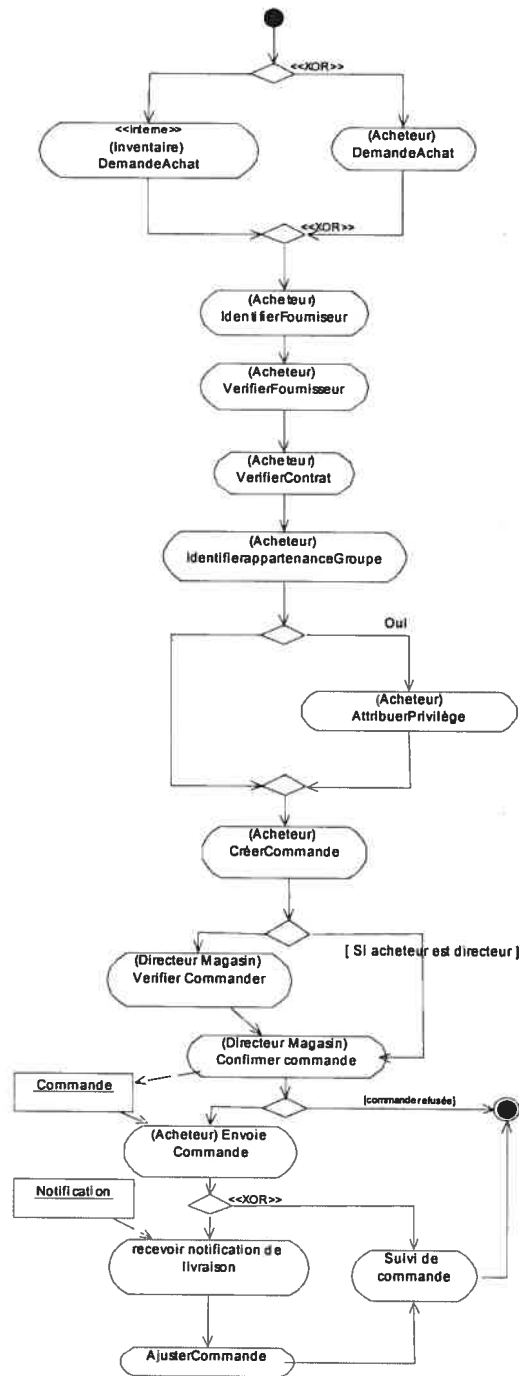 <<XOR>>
<<interne>>
(Inventaire)
DemandeAchat
(Acheteur)
DemandeAchat
<<XOR>>
(Acheteur)
IdentifierFourniseur
(Acheteur)
VerifierFournisseur
(Acheteur)
VerifierContrat
(Acheteur)
IdentifierappartenanceGroupe
Oui
(Acheteur)
AttribuerPrivilège
(Acheteur)
CréerCommande
[ Si acheteur est directeur ]
(Directeur Magasin)
Verifier Commander
(Directeur Magasin)
Confirmer commande
Commande
[commande refusée]
(Acheteur) Envoie
Commande
Notification
<<XOR>>
recevoir notification de
livraison
Suivi de
commande
AjusterCommande